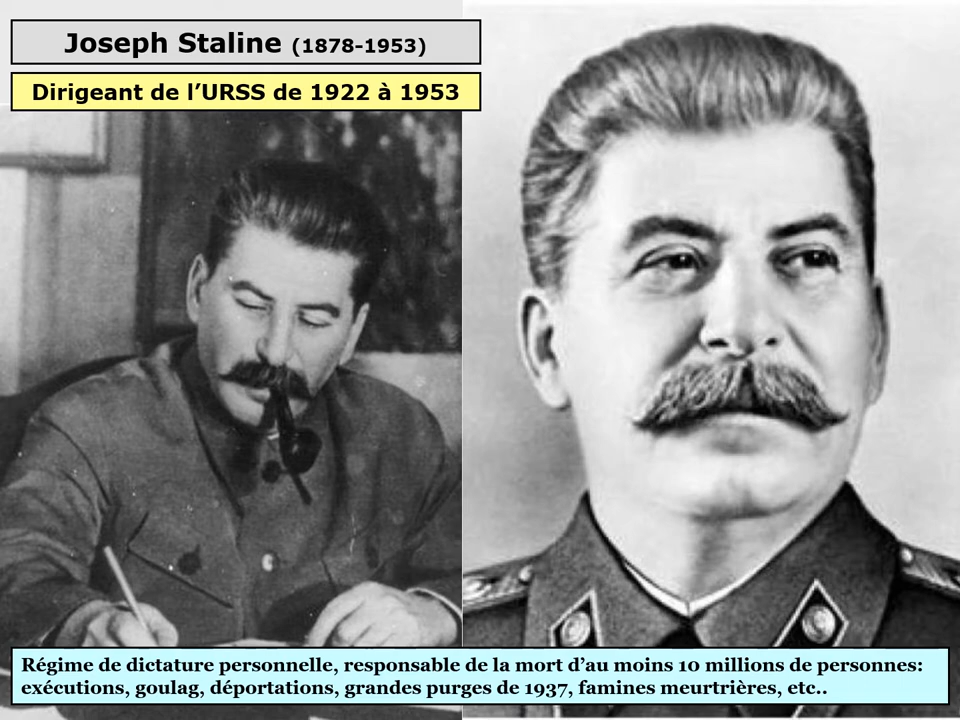 Joseph Staline (1878-1953)
Dirigeant de l’URSS de 1922 à 1953
Régime de dictature personnelle, responsable de la mort d’au moins 10 millions de personnes:
exécutions, goulag, déportations, grandes purges de 1937, famines meurtrières, etc..